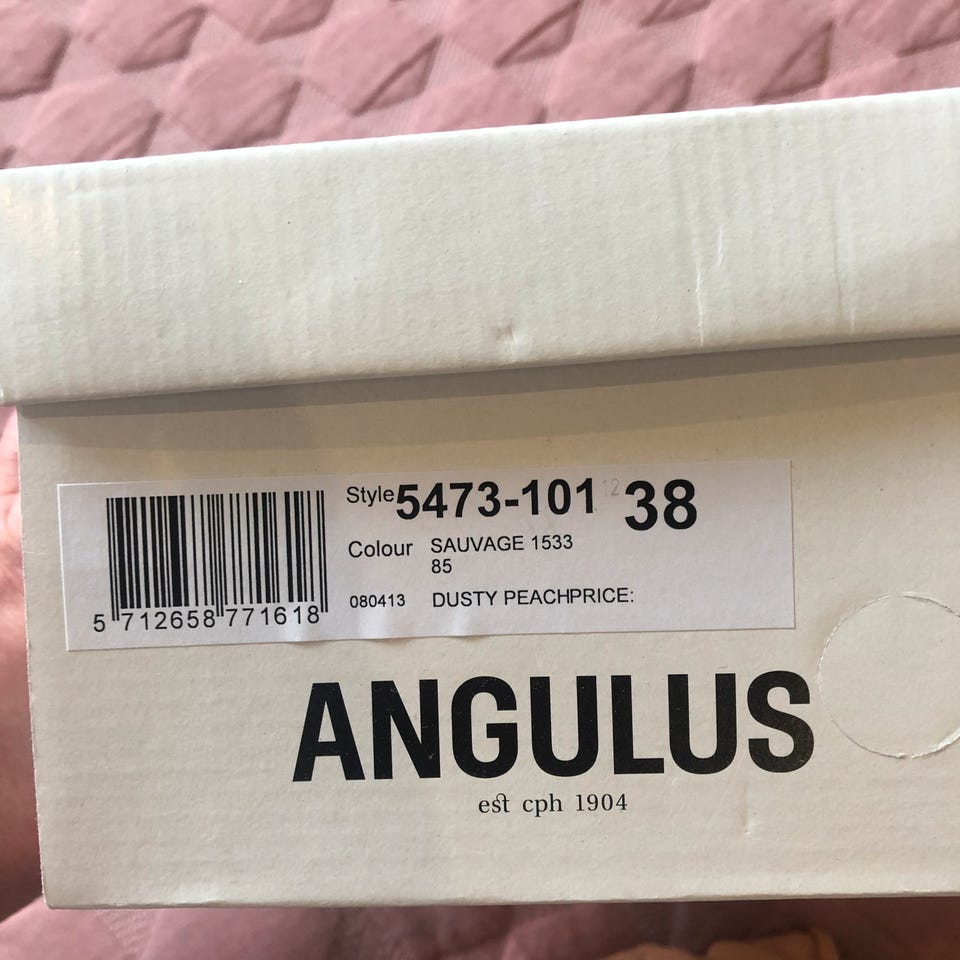 Style 5473-101 12 38
Colour SAUVAGE 1533
85
080413 DUSTY PEACHPRICE:
5 712658 771618
ANGULUS
est cph 1904